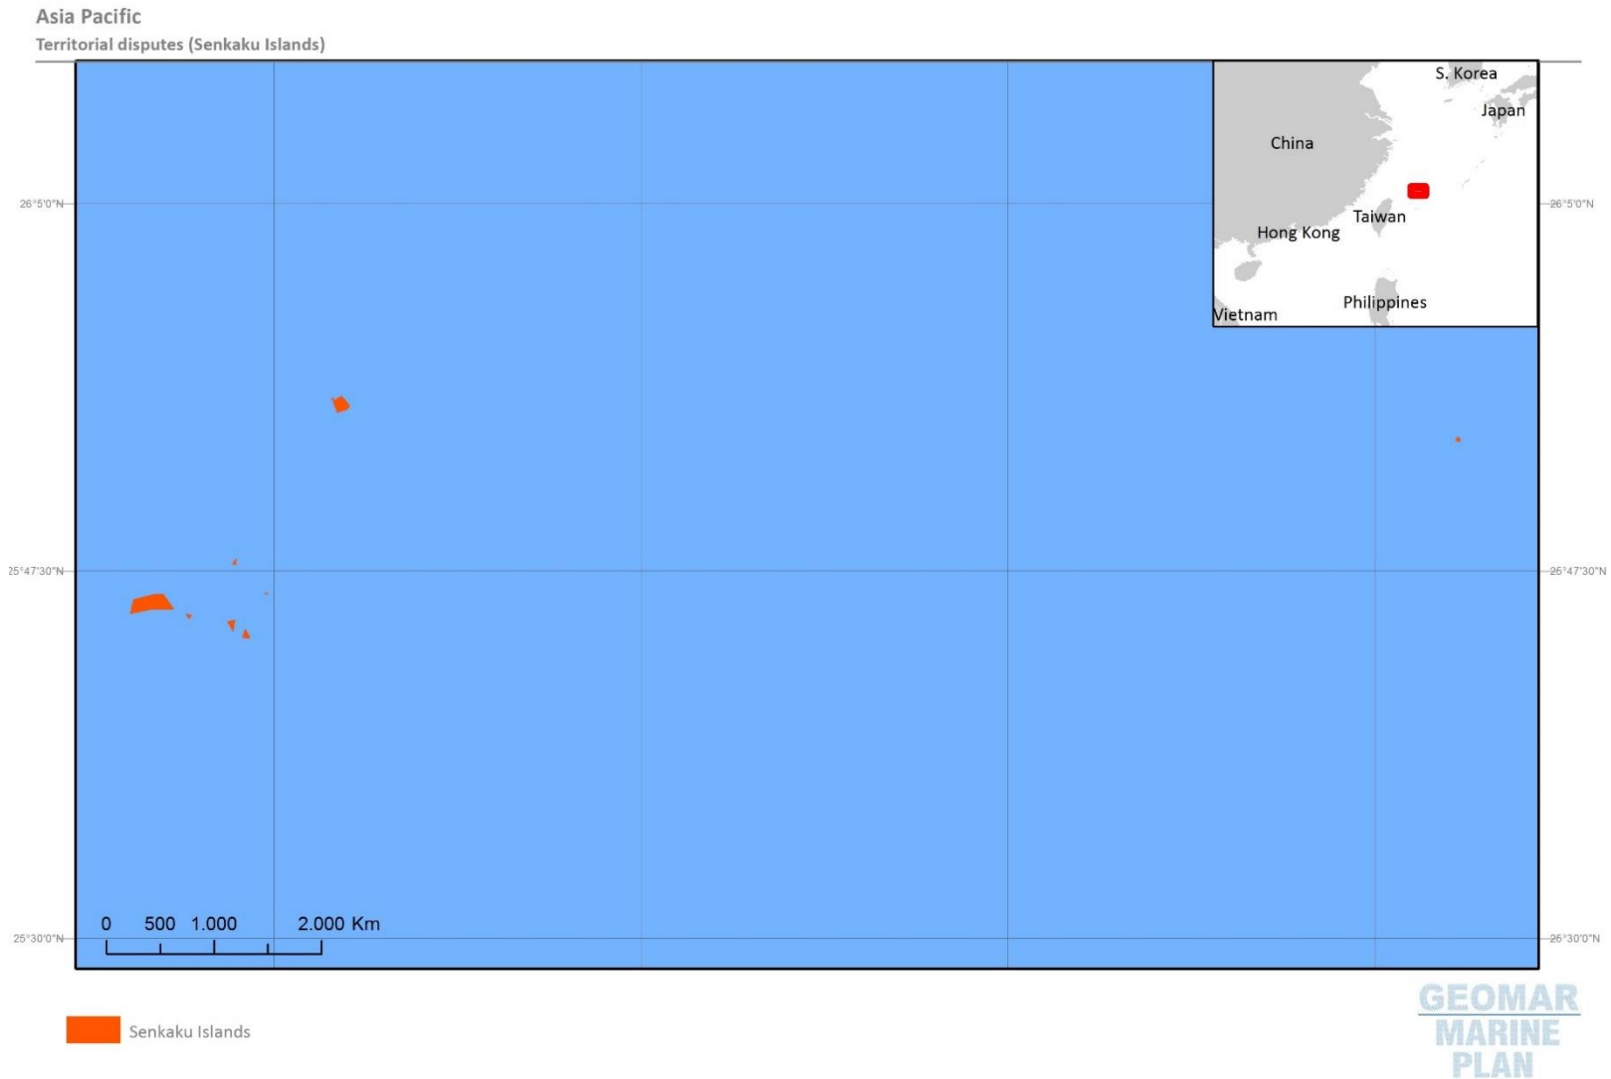 Asia Pacific
Territorial disputes (Senkaku Islands)
S. Korea
Japan
China
26°5'0"N
26°5'0"N
Taiwan
Hong Kong
Philippines
Vietnam
25°47'30"N
25°47'30"N
0 500 1.000 2.000 Km
25°30'0"N
25°30'0"N
Senkaku Islands
GEOMAR
MARINE
PLAN